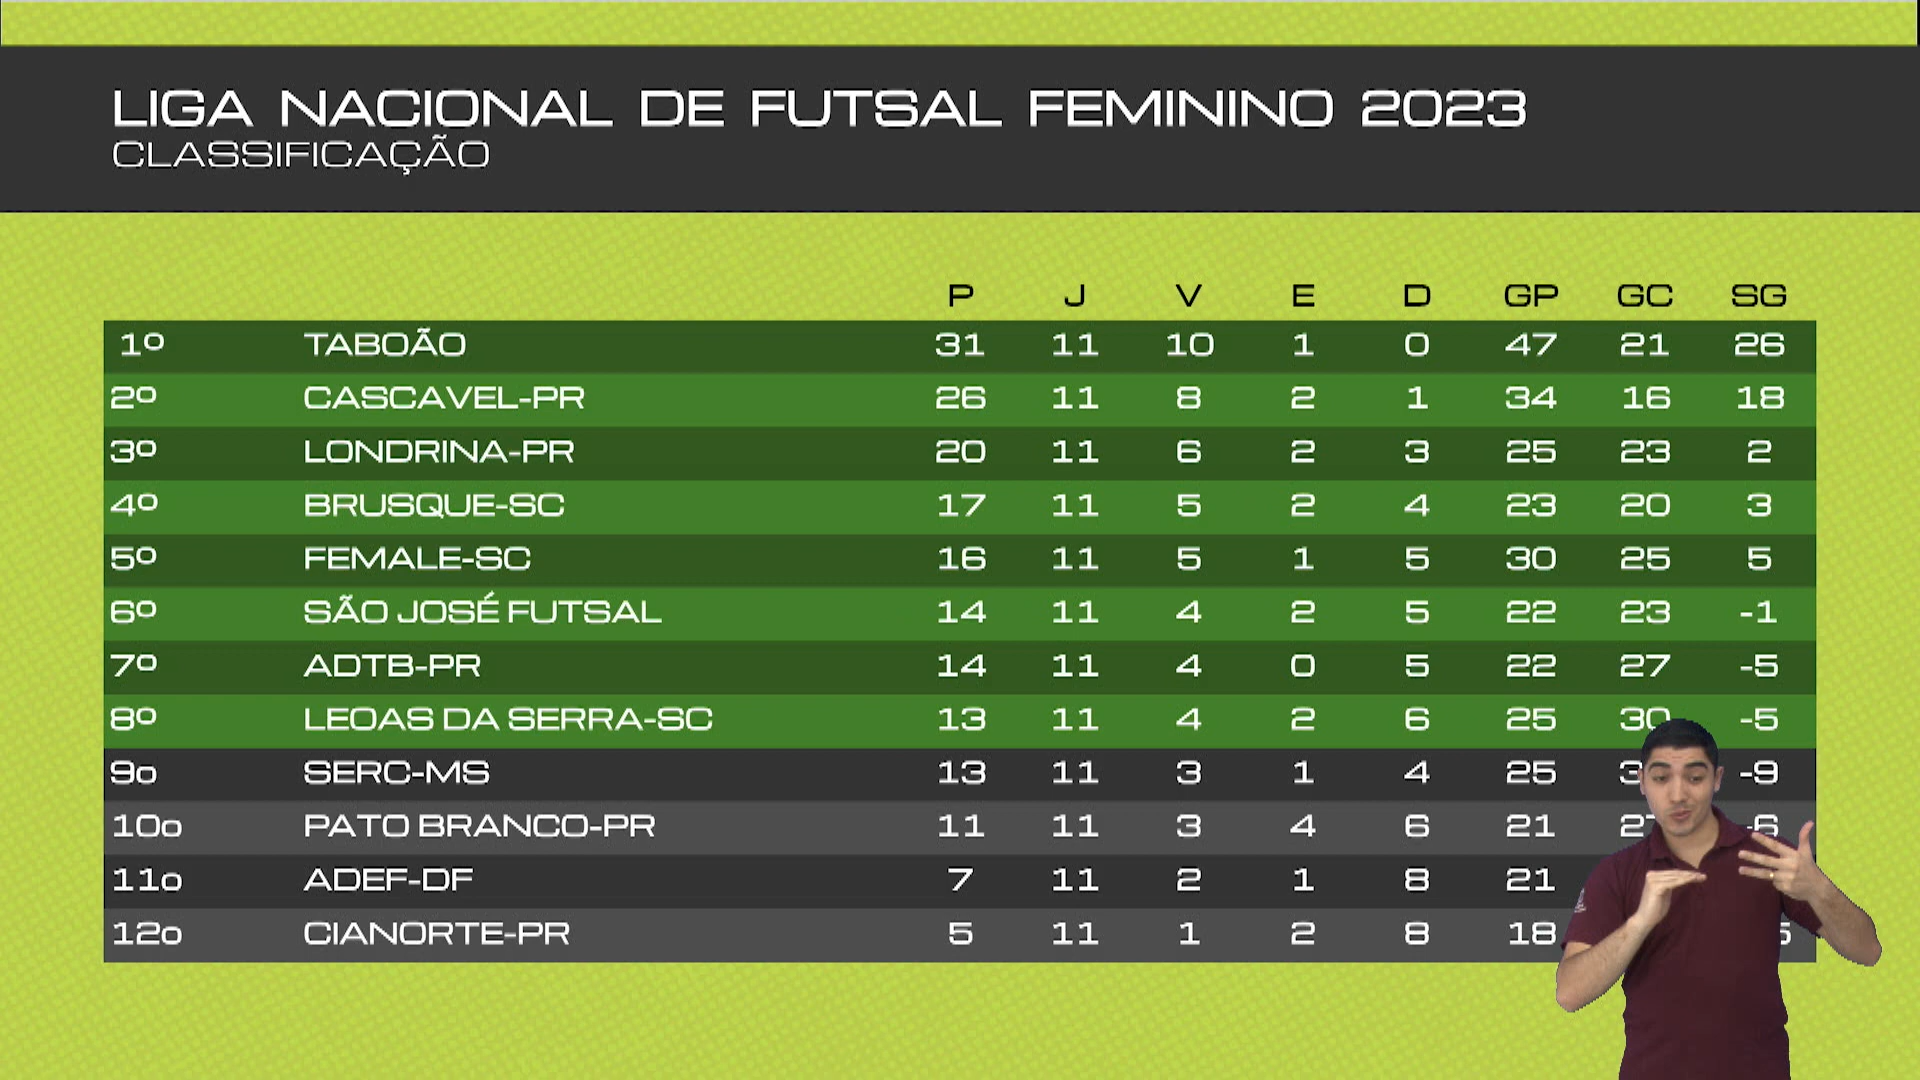 LIGA NACIONAL DE FUTSAL FEMININO 2023
CLASSIFICAÇÃO
P J V E D GP GC SG
1º TABOÃO 31 11 10 1 0 47 21 26
2º CASCAVEL-PR 26 11 8 2 1 34 16 18
3º LONDRINA-PR 20 11 6 2 3 25 23 2
4º BRUSQUE-SC 17 11 5 2 4 23 20 3
5º FEMALE-SC 16 11 5 1 5 30 25 5
6º SÃO JOSÉ FUTSAL 14 11 4 2 5 22 23 -1
7º ADTB-PR 14 11 4 0 5 22 27 -5
8º LEOAS DA SERRA-SC 13 11 4 2 6 25 30 -5
9o SERC-MS 13 11 3 1 4 25 -9
10o PATO BRANCO-PR 11 11 3 4 6 21 27 -6
11o ADEF-DF 7 11 2 1 8 21
12o CIANORTE-PR 5 11 1 2 8 18